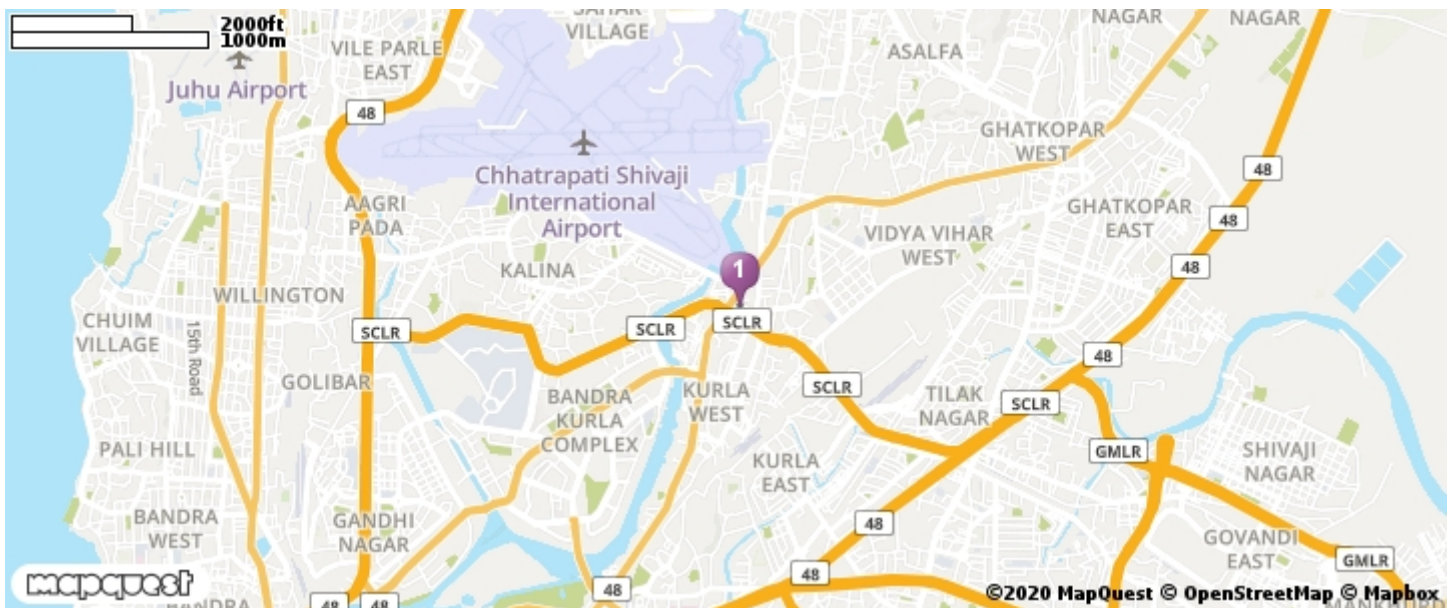 2000ft
1000m
SAHAR
VILLAGE
NAGAR
NAGAR
VILE PARLE
EAST
ASALFA
Juhu Airport
48
GHATKOPAR
WEST
48
Chhatrapati Shivaji
International
Airport
AAGRI
PADA
GHATKOPAR
EAST
48
VIDYA VIHAR
WEST
KALINA
1
48
WILLINGTON
CHUIM
VILLAGE
15th Road
SCLR
SCLR
SCLR
48
GOLIBAR
BANDRA
KURLA
COMPLEX
KURLA
WEST
SCLR
TILAK
NAGAR
SCLR
PALI HILL
GMLR
SHIVAJI
NAGAR
KURLA
EAST
BANDRA
WEST
GANDHI
NAGAR
48
GOVANDI
EAST
GMLR
48
48
mapquest
©2020 MapQuest © OpenStreetMap © Mapbox
BANDRA
48
48